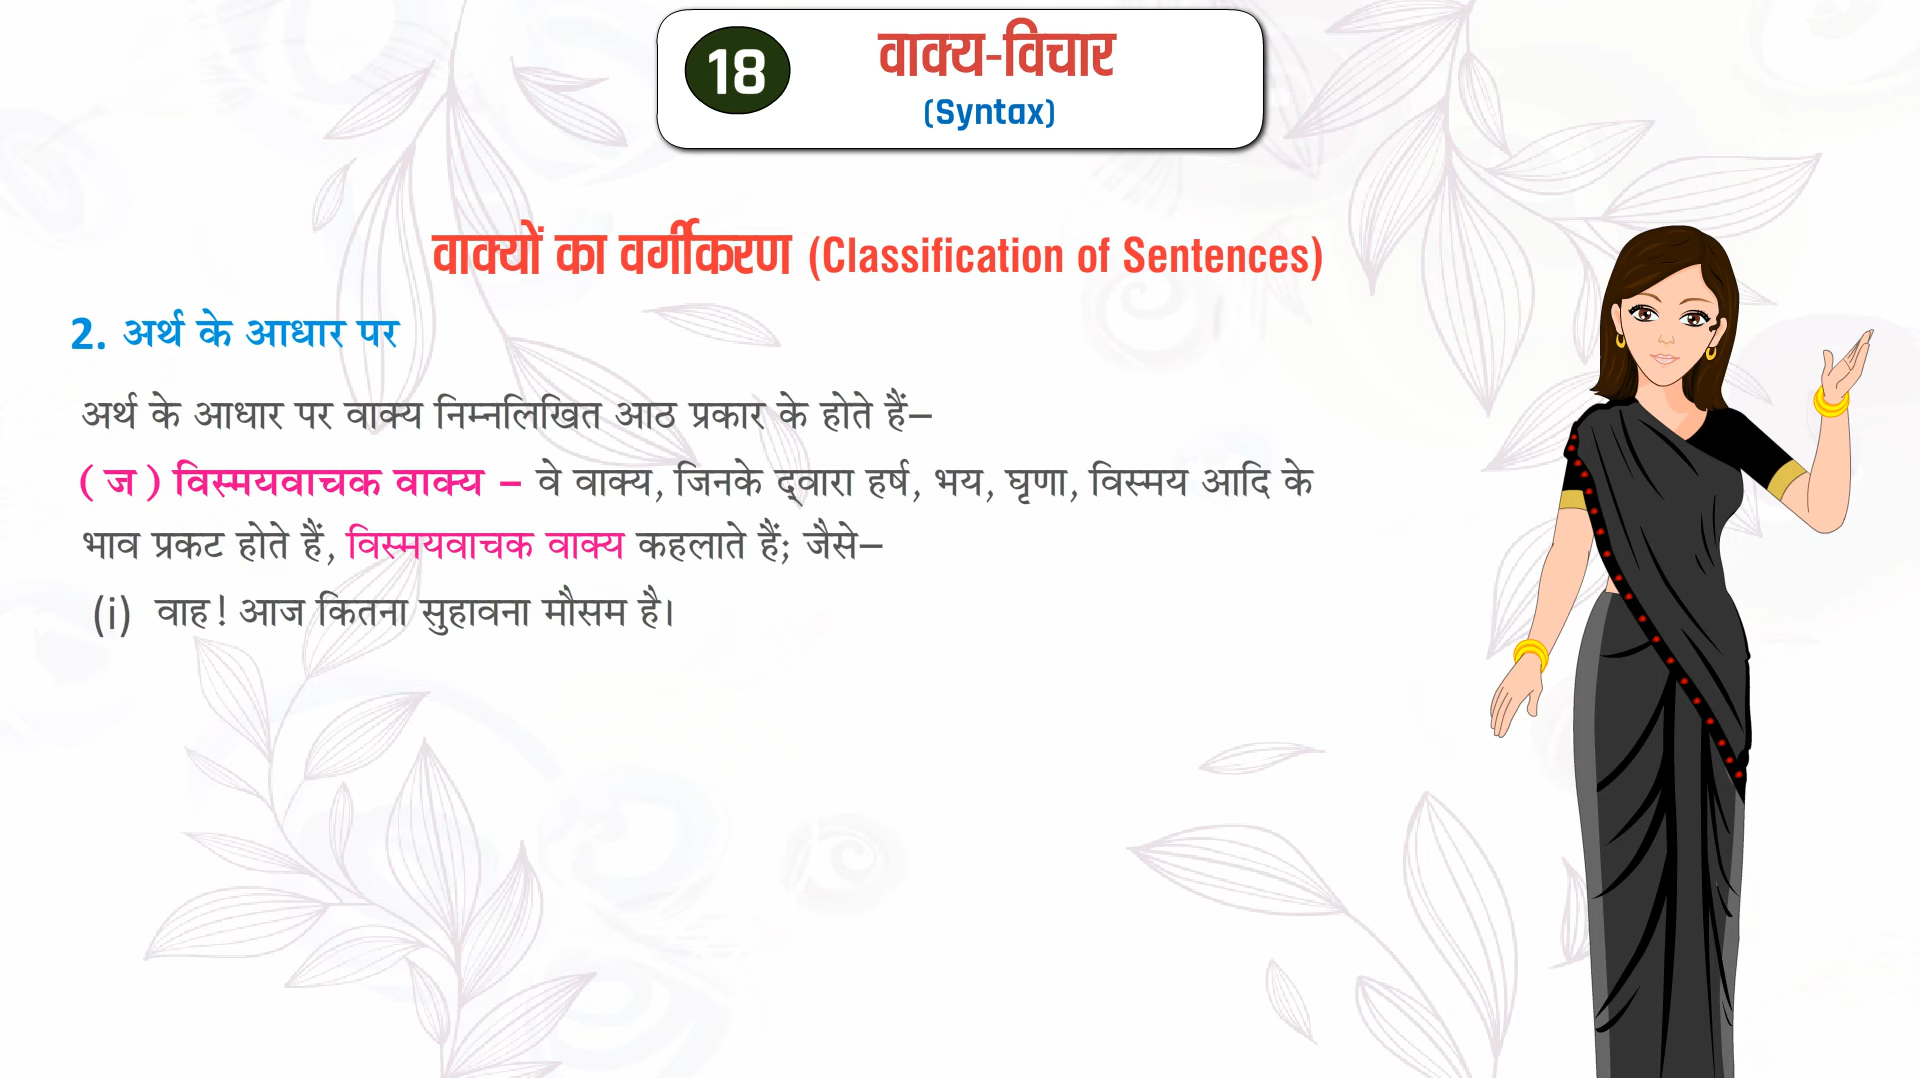 18
वाक्य-विचार
(Syntax)
वाक्यों का वर्गीकरण (Classification of Sentences)
2. अर्थ के आधार पर
अर्थ के आधार पर वाक्य निम्नलिखित आठ प्रकार के होते हैं–
( ज ) विस्मयवाचक वाक्य – वे वाक्य, जिनके द्‌वारा हर्ष, भय, घृणा, विस्मय आदि के
भाव प्रकट होते हैं, विस्मयवाचक वाक्य कहलाते हैं; जैसे–
(i) वाह! आज कितना सुहावना मौसम है।